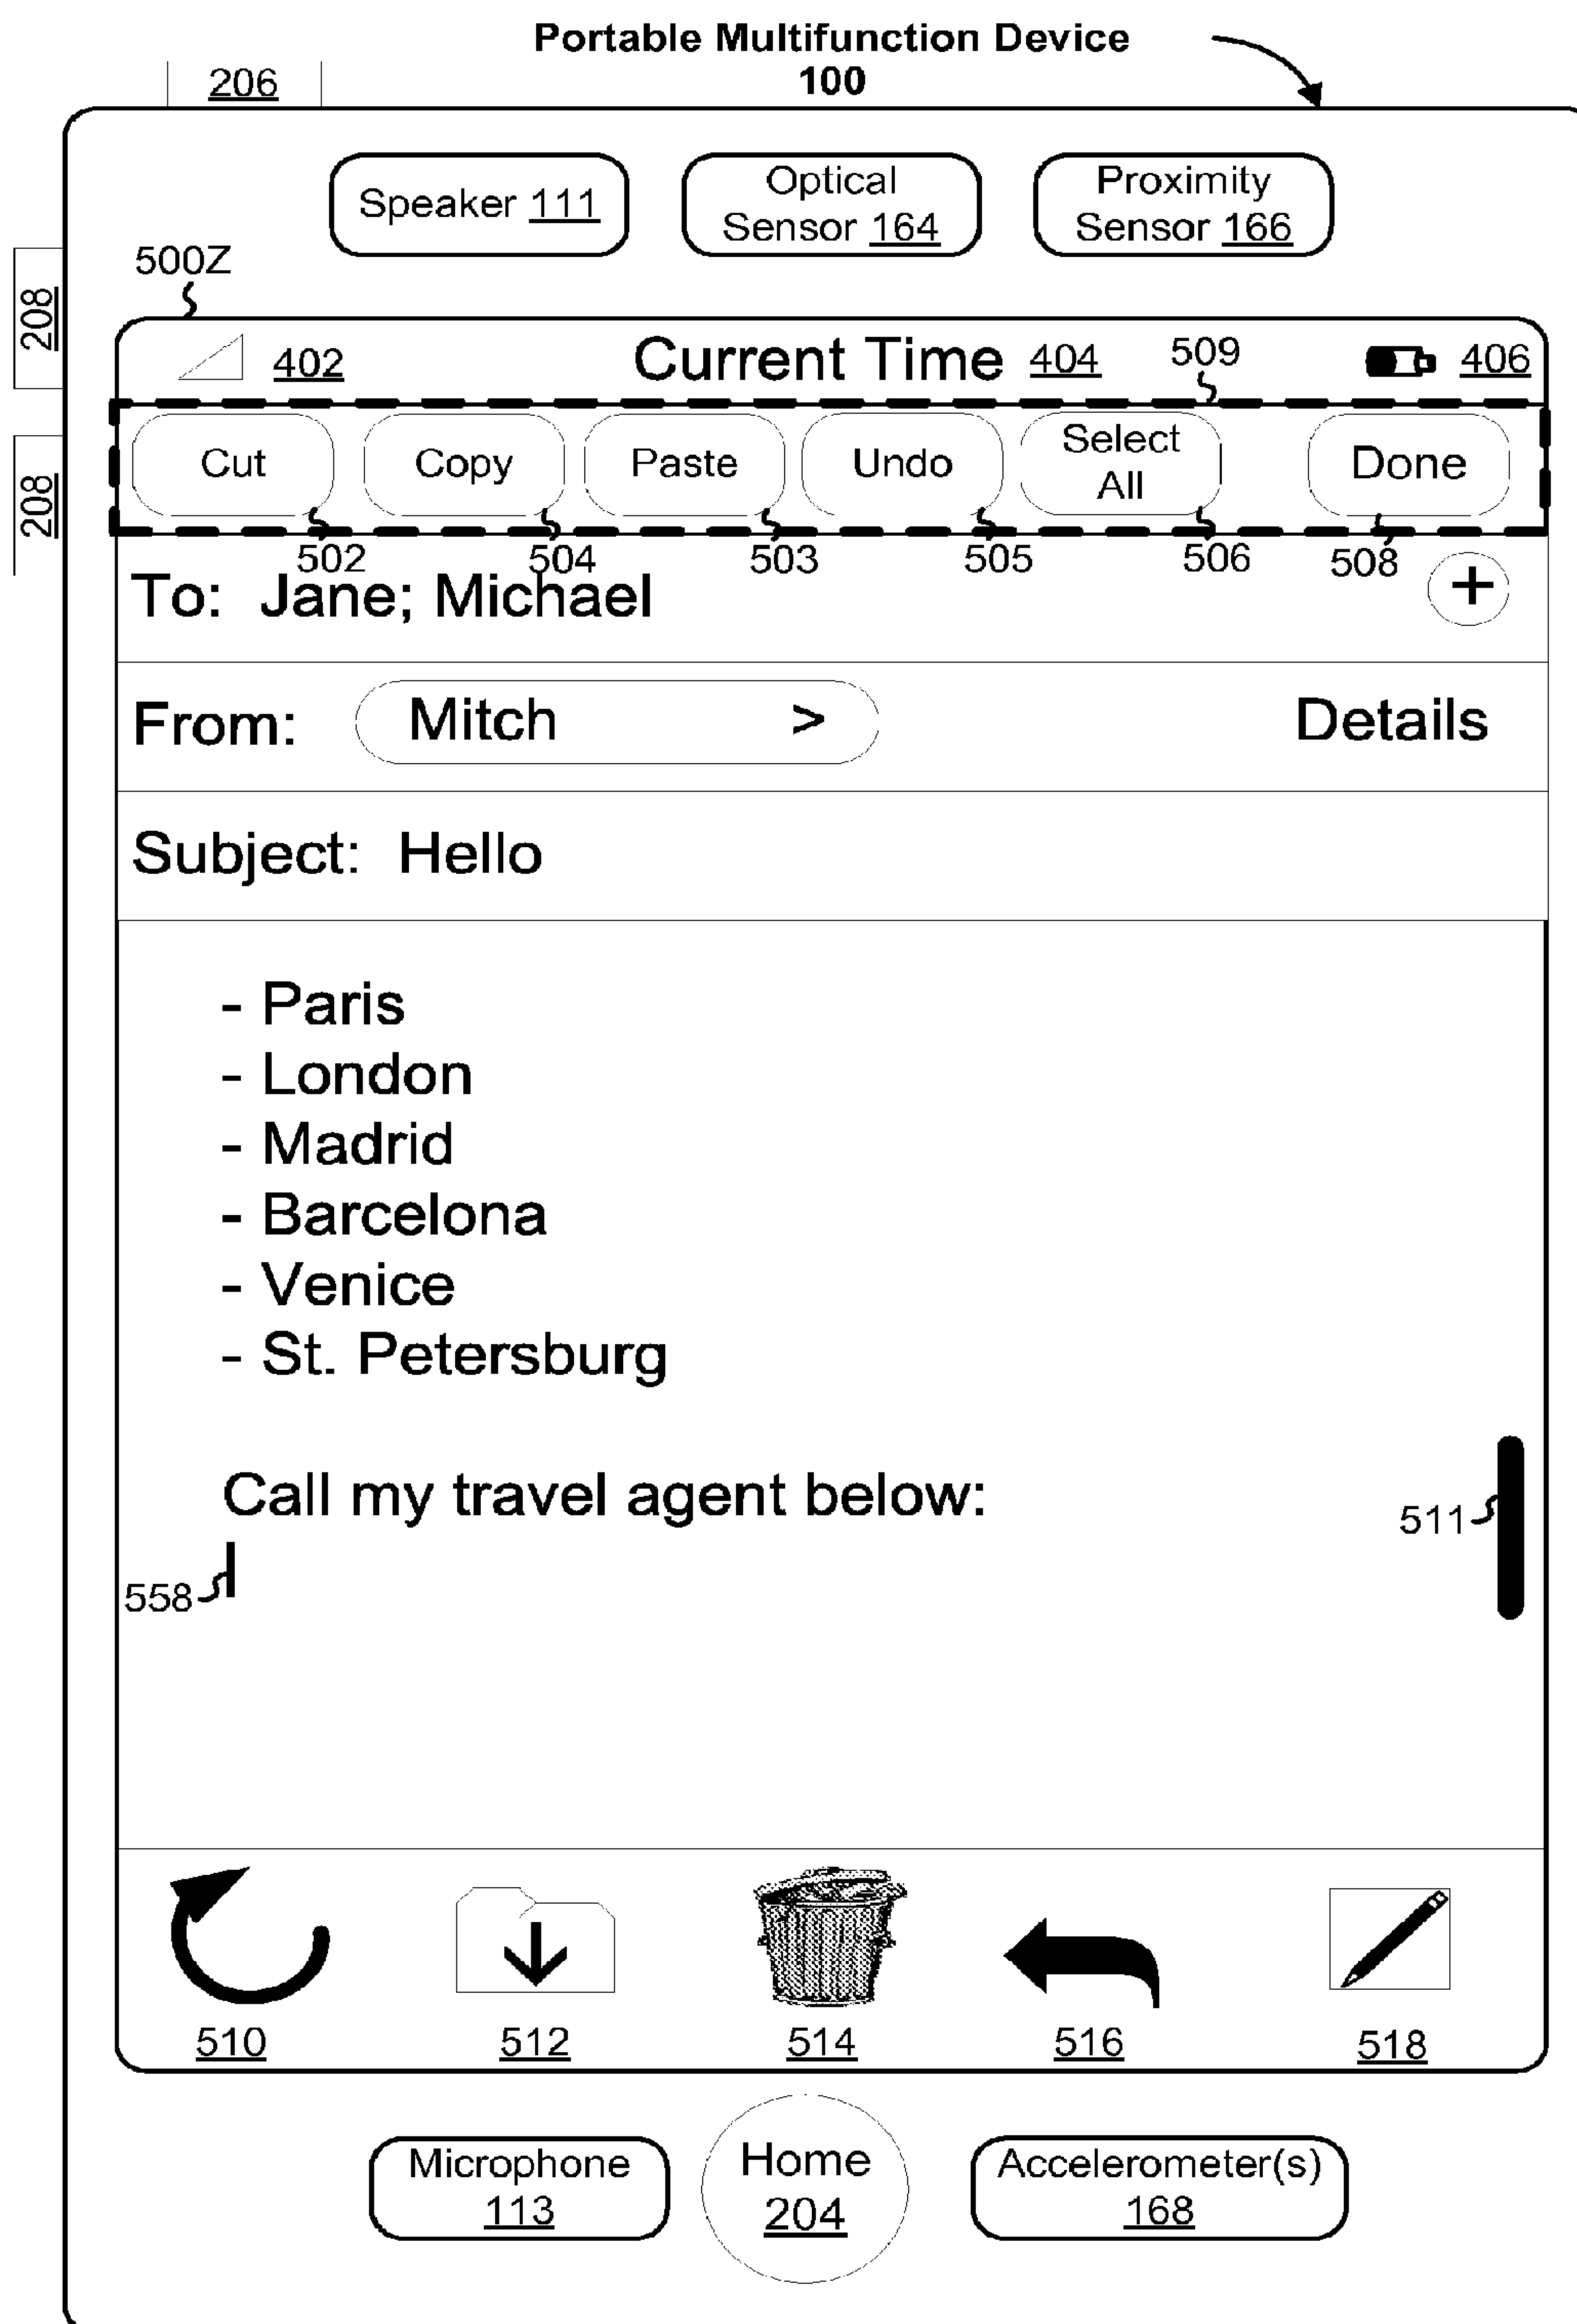 Portable Multifunction Device
100
206
Speaker 111
Optical
Sensor 164
Proximity
Sensor 166
208
208
500Z
402
Current Time 404
509
406
Cut
Copy
Paste
Undo
Select
All
Done
502
504
503
505
506
508
To: Jane; Michael
+
From: Mitch >
Details
Subject: Hello
- Paris
- London
- Madrid
- Barcelona
- Venice
- St. Petersburg
Call my travel agent below:
511
558
510
512
514
516
518
Microphone
113
Home
204
Accelerometer(s)
168